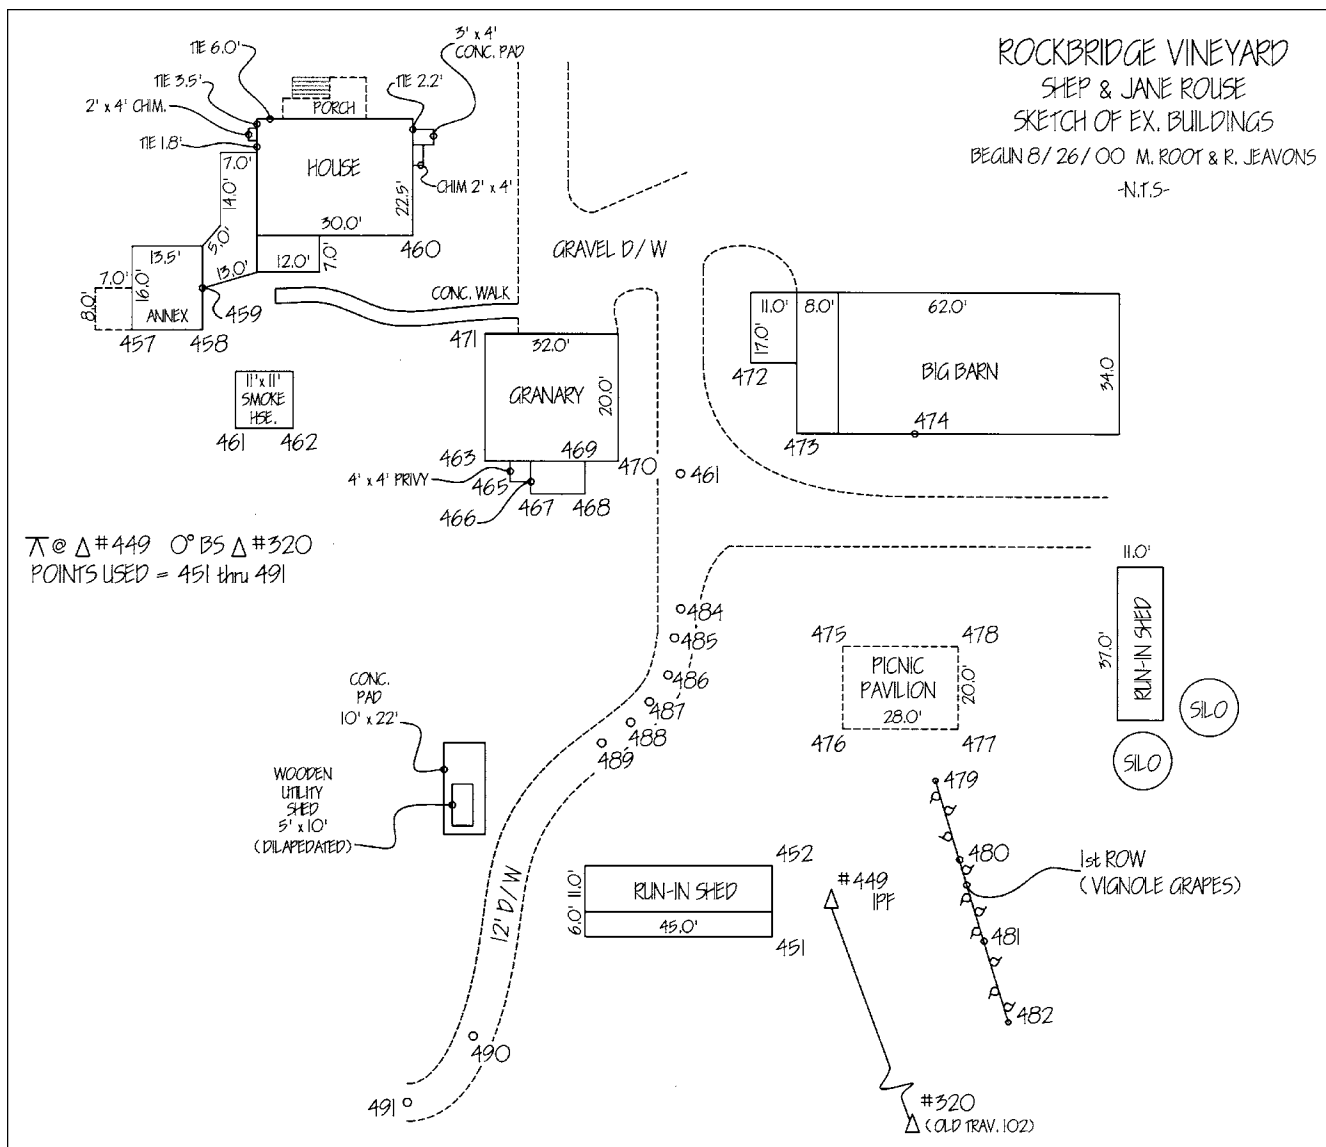 ROCKBRIDGE VINEYARD
SHEP & JANE ROUSE
SKETCH OF EX. BUILDINGS
BEGUN 8/26/00 M. ROOT & R. JEAVONS
-N.T.S-
TIE 6.0'
TIE 3.5'
2' x 4' CHIM.
TIE 1.8'
PORCH
3' x 4'
CONC. PAD
TIE 2.2'
HOUSE
CHIM 2' x 4'
22.5'
30.0'
460
7.0'
14.0'
5.0'
13.0'
12.0'
7.0'
13.5'
16.0'
7.0'
8.0'
ANNEX
459
457
458
CONC. WALK
GRAVEL D/W
471
32.0'
GRANARY
20.0'
463
469
470
4' x 4' PRIVY
465
466
467
468
11' x 11'
SMOKE
HSE.
461
462
11.0'
8.0'
62.0'
17.0'
BIG BARN
34.0
472
473
474
461
⊼ @ △ #449 0° BS △ #320
POINTS USED = 451 thru 491
11.0'
37.0'
RUN-IN SHED
SILO
SILO
484
485
486
487
488
489
475
478
PICNIC
PAVILION
28.0'
20.0'
476
477
CONC.
PAD
10' x 22'
WOODEN
UTILITY
SHED
5' x 10'
(DILAPEDATED)
M/G, 12'
452
RUN-IN SHED
11.0'
6.0'
45.0'
451
#449
IPF
479
480
481
482
1st ROW
(VIGNOLE GRAPES)
490
491
#320
(OLD TRAV. 102)